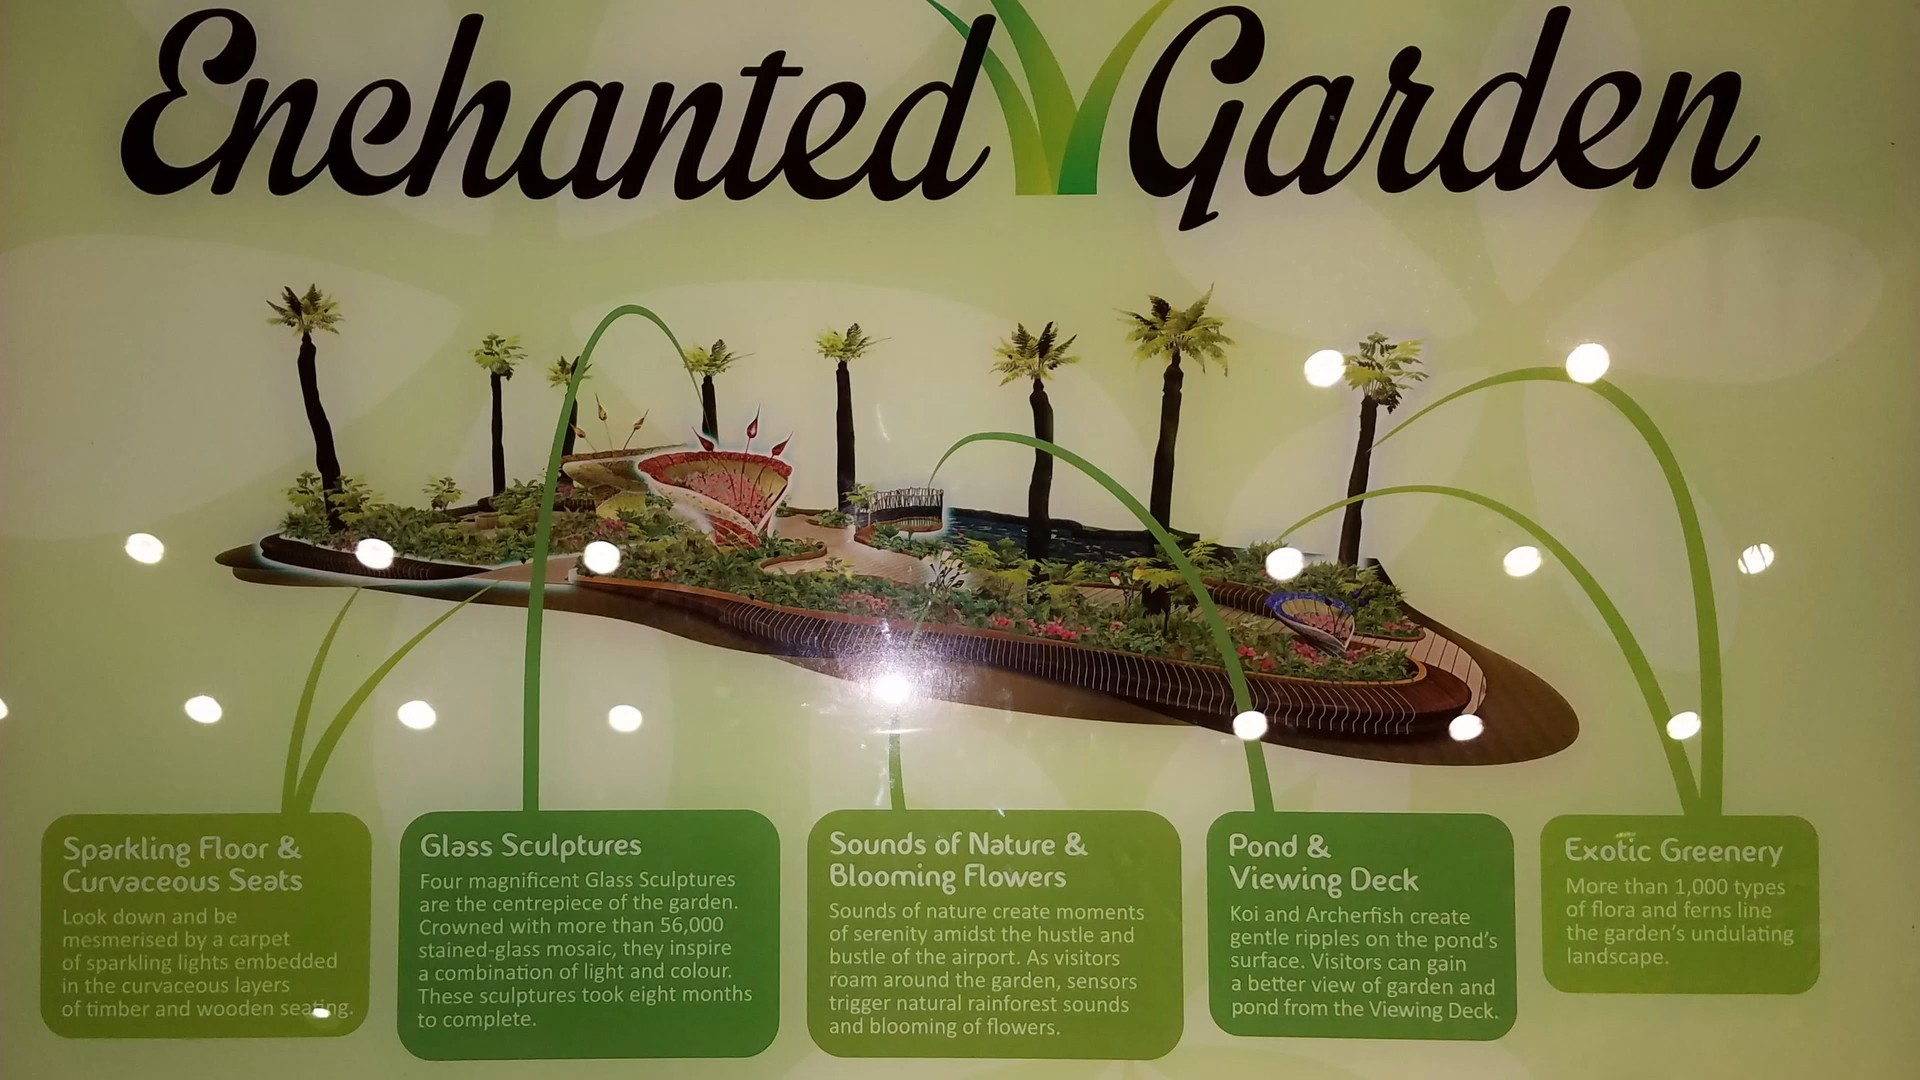 Enchanted Garden
Sparkling Floor &
Curvaceous Seats
Look down and be
mesmerised by a carpet
of sparkling lights embedded
in the curvaceous layers
of timber and wooden seating.
Glass Sculptures
Four magnificent Glass Sculptures
are the centrepiece of the garden.
Crowned with more than 56,000
stained-glass mosaic, they inspire
a combination of light and colour.
These sculptures took eight months
to complete.
Sounds of Nature &
Blooming Flowers
Sounds of nature create moments
of serenity amidst the hustle and
bustle of the airport. As visitors
roam around the garden, sensors
trigger natural rainforest sounds
and blooming of flowers.
Pond &
Viewing Deck
Koi and Archerfish create
gentle ripples on the pond's
surface. Visitors can gain
a better view of garden and
pond from the Viewing Deck.
Exotic Greenery
More than 1,000 types
of flora and ferns line
the garden's undulating
landscape.